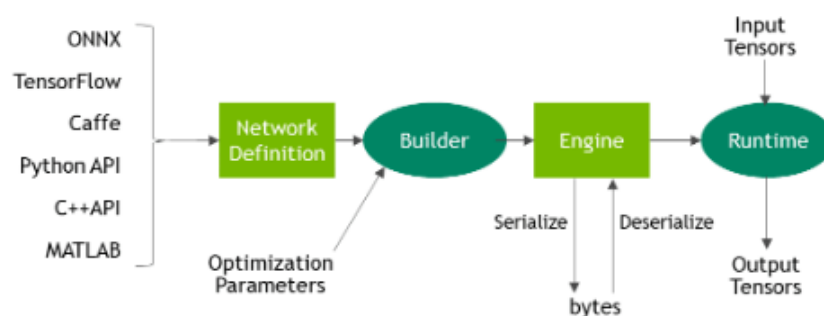 ONNX
TensorFlow
Caffe
Python API
C++API
MATLAB
Network
Definition
Optimization
Parameters
Builder
Engine
Serialize
Deserialize
bytes
Input
Tensors
Runtime
Output
Tensors